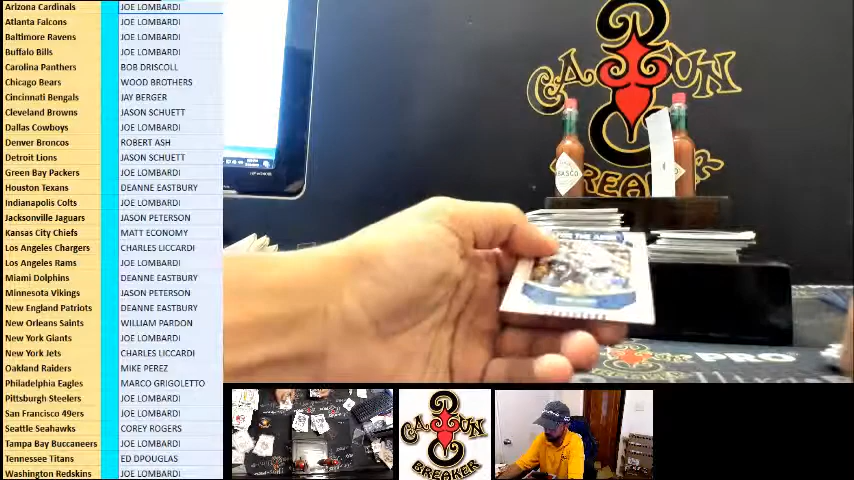 Arizona Cardinals JOE LOMBARDI
Atlanta Falcons JOE LOMBARDI
Baltimore Ravens JOE LOMBARDI
Buffalo Bills JOE LOMBARDI
Carolina Panthers BOB DRISCOLL
Chicago Bears WOOD BROTHERS
Cincinnati Bengals JAY BERGER
Cleveland Browns JASON SCHUETT
Dallas Cowboys JOE LOMBARDI
Denver Broncos ROBERT ASH
Detroit Lions JASON SCHUETT
Green Bay Packers JOE LOMBARDI
Houston Texans DEANNE EASTBURY
Indianapolis Colts JOE LOMBARDI
Jacksonville Jaguars JASON PETERSON
Kansas City Chiefs MATT ECONOMY
Los Angeles Chargers CHARLES LICCARDI
Los Angeles Rams JOE LOMBARDI
Miami Dolphins DEANNE EASTBURY
Minnesota Vikings JASON PETERSON
New England Patriots DEANNE EASTBURY
New Orleans Saints WILLIAM PARDON
New York Giants JOE LOMBARDI
New York Jets CHARLES LICCARDI
Oakland Raiders MIKE PEREZ
Philadelphia Eagles MARCO GRIGOLETTO
Pittsburgh Steelers JOE LOMBARDI
San Francisco 49ers JOE LOMBARDI
Seattle Seahawks COREY ROGERS
Tampa Bay Buccaneers JOE LOMBARDI
Tennessee Titans ED DPOUGLAS
Washington Redskins JOE LOMBARDI
CAJUN
BREAKER
TABASCO
PRO
CAJUN
BREAKER